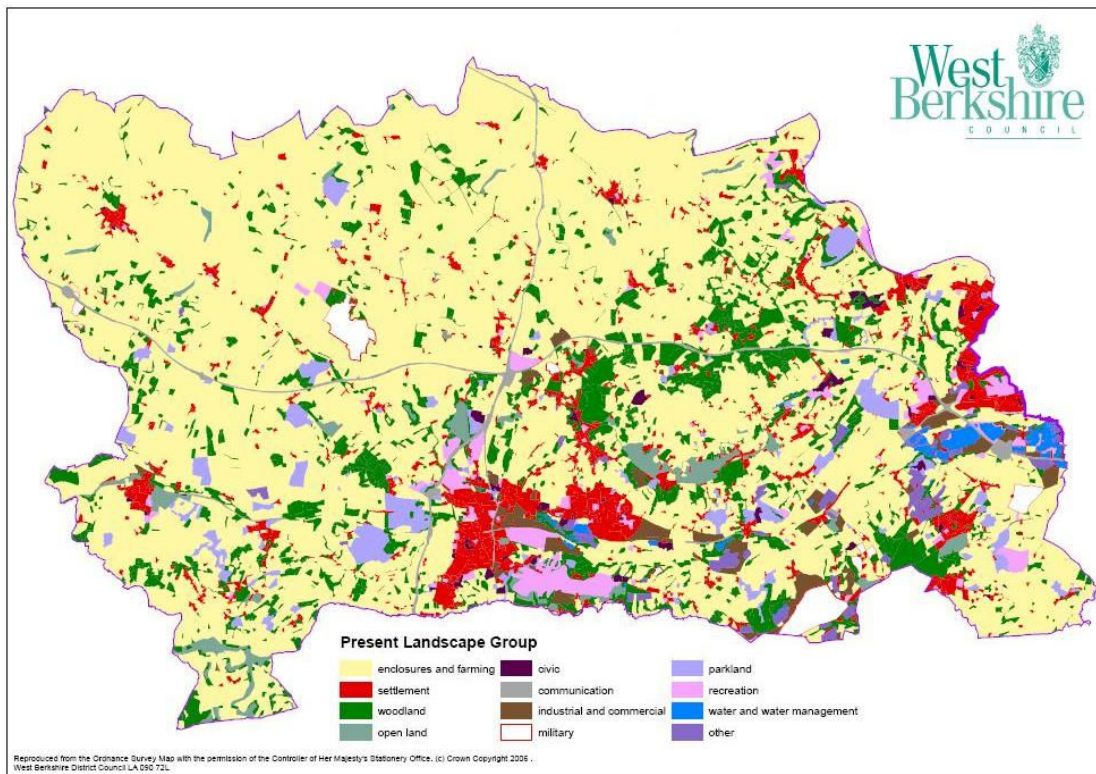 West
Berkshire
COUNCIL
Present Landscape Group
enclosures and farming
settlement
woodland
open land
civic
communication
industrial and commercial
military
parkland
recreation
water and water management
other
Reproduced from the Ordnance Survey Map with the permission of the Controller of Her Majesty's Stationery Office. (c) Crown Copyright 2006 .
West Berkshire District Council LA 090 72L